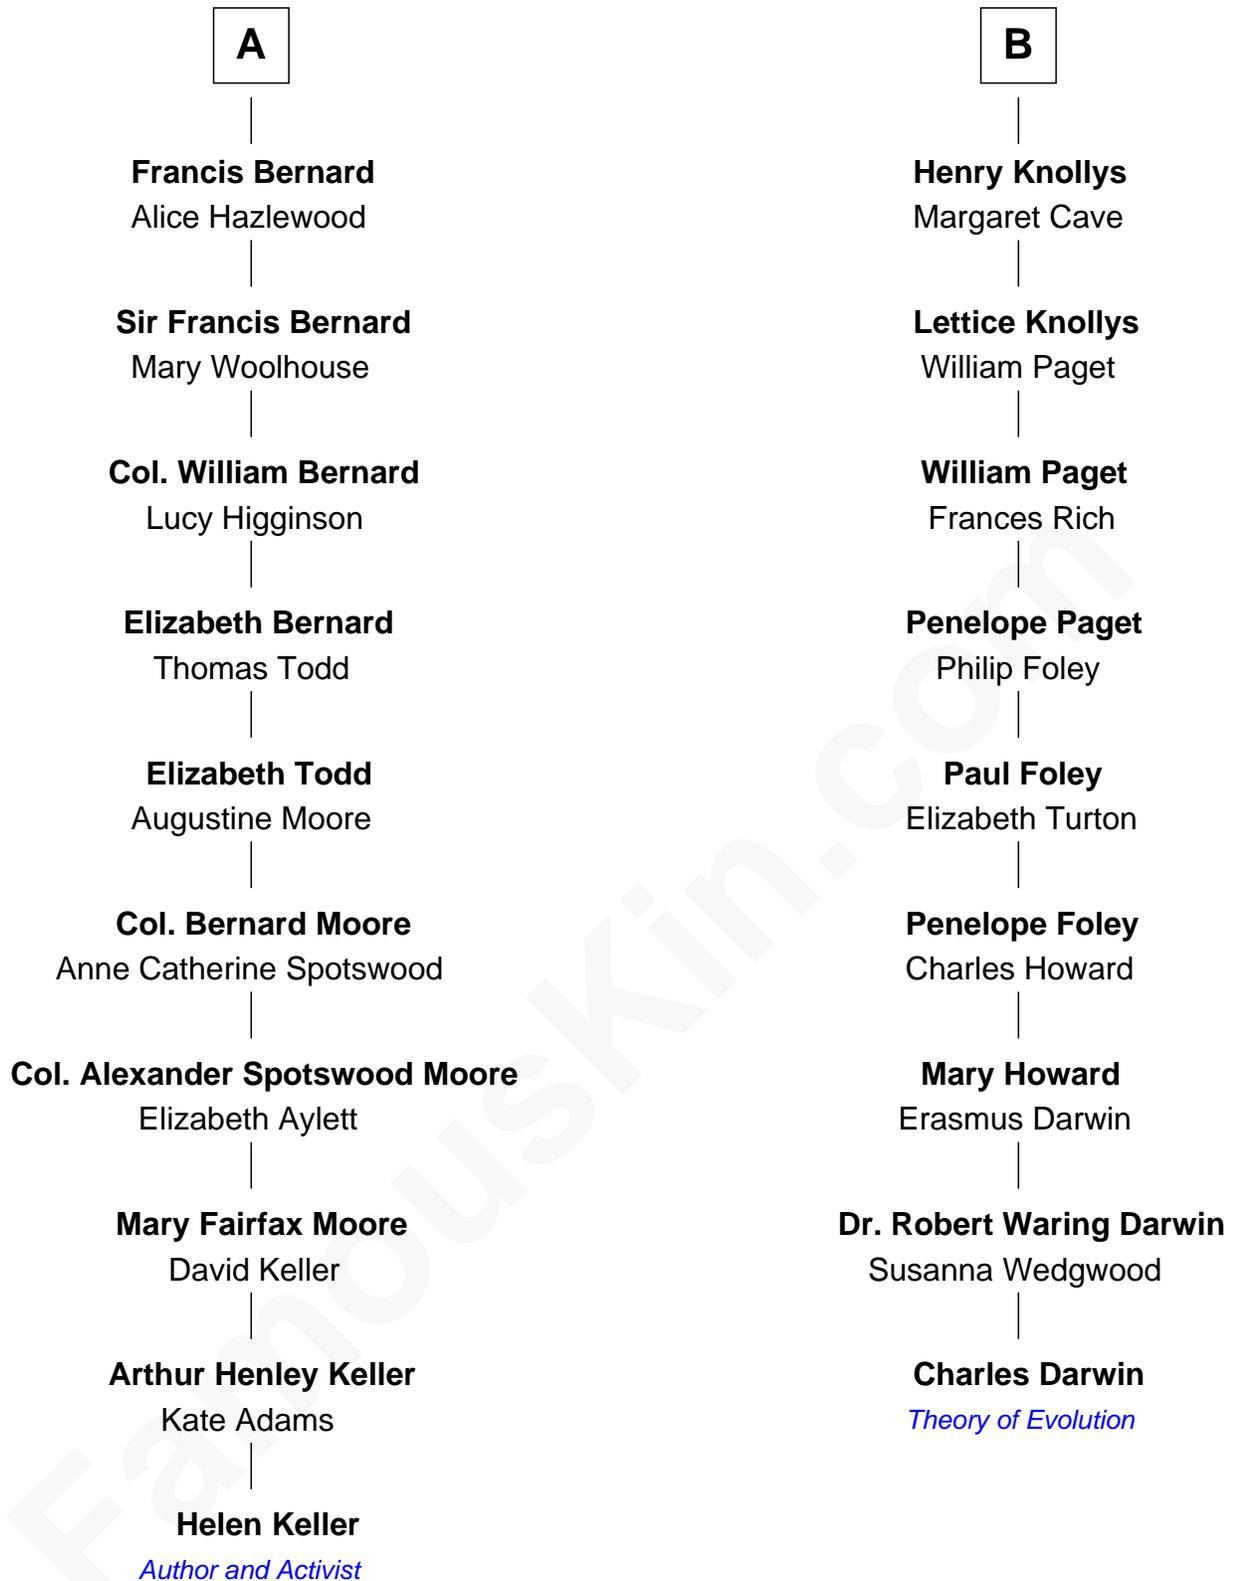 A
Francis Bernard
Alice Hazlewood
Sir Francis Bernard
Mary Woolhouse
Col. William Bernard
Lucy Higginson
Elizabeth Bernard
Thomas Todd
Elizabeth Todd
Augustine Moore
Col. Bernard Moore
Anne Catherine Spotswood
Col. Alexander Spotswood Moore
Elizabeth Aylett
Mary Fairfax Moore
David Keller
Arthur Henley Keller
Kate Adams
Helen Keller
Author and Activist
B
Henry Knollys
Margaret Cave
Lettice Knollys
William Paget
William Paget
Frances Rich
Penelope Paget
Philip Foley
Paul Foley
Elizabeth Turton
Penelope Foley
Charles Howard
Mary Howard
Erasmus Darwin
Dr. Robert Waring Darwin
Susanna Wedgwood
Charles Darwin
Theory of Evolution
FamousKin.com